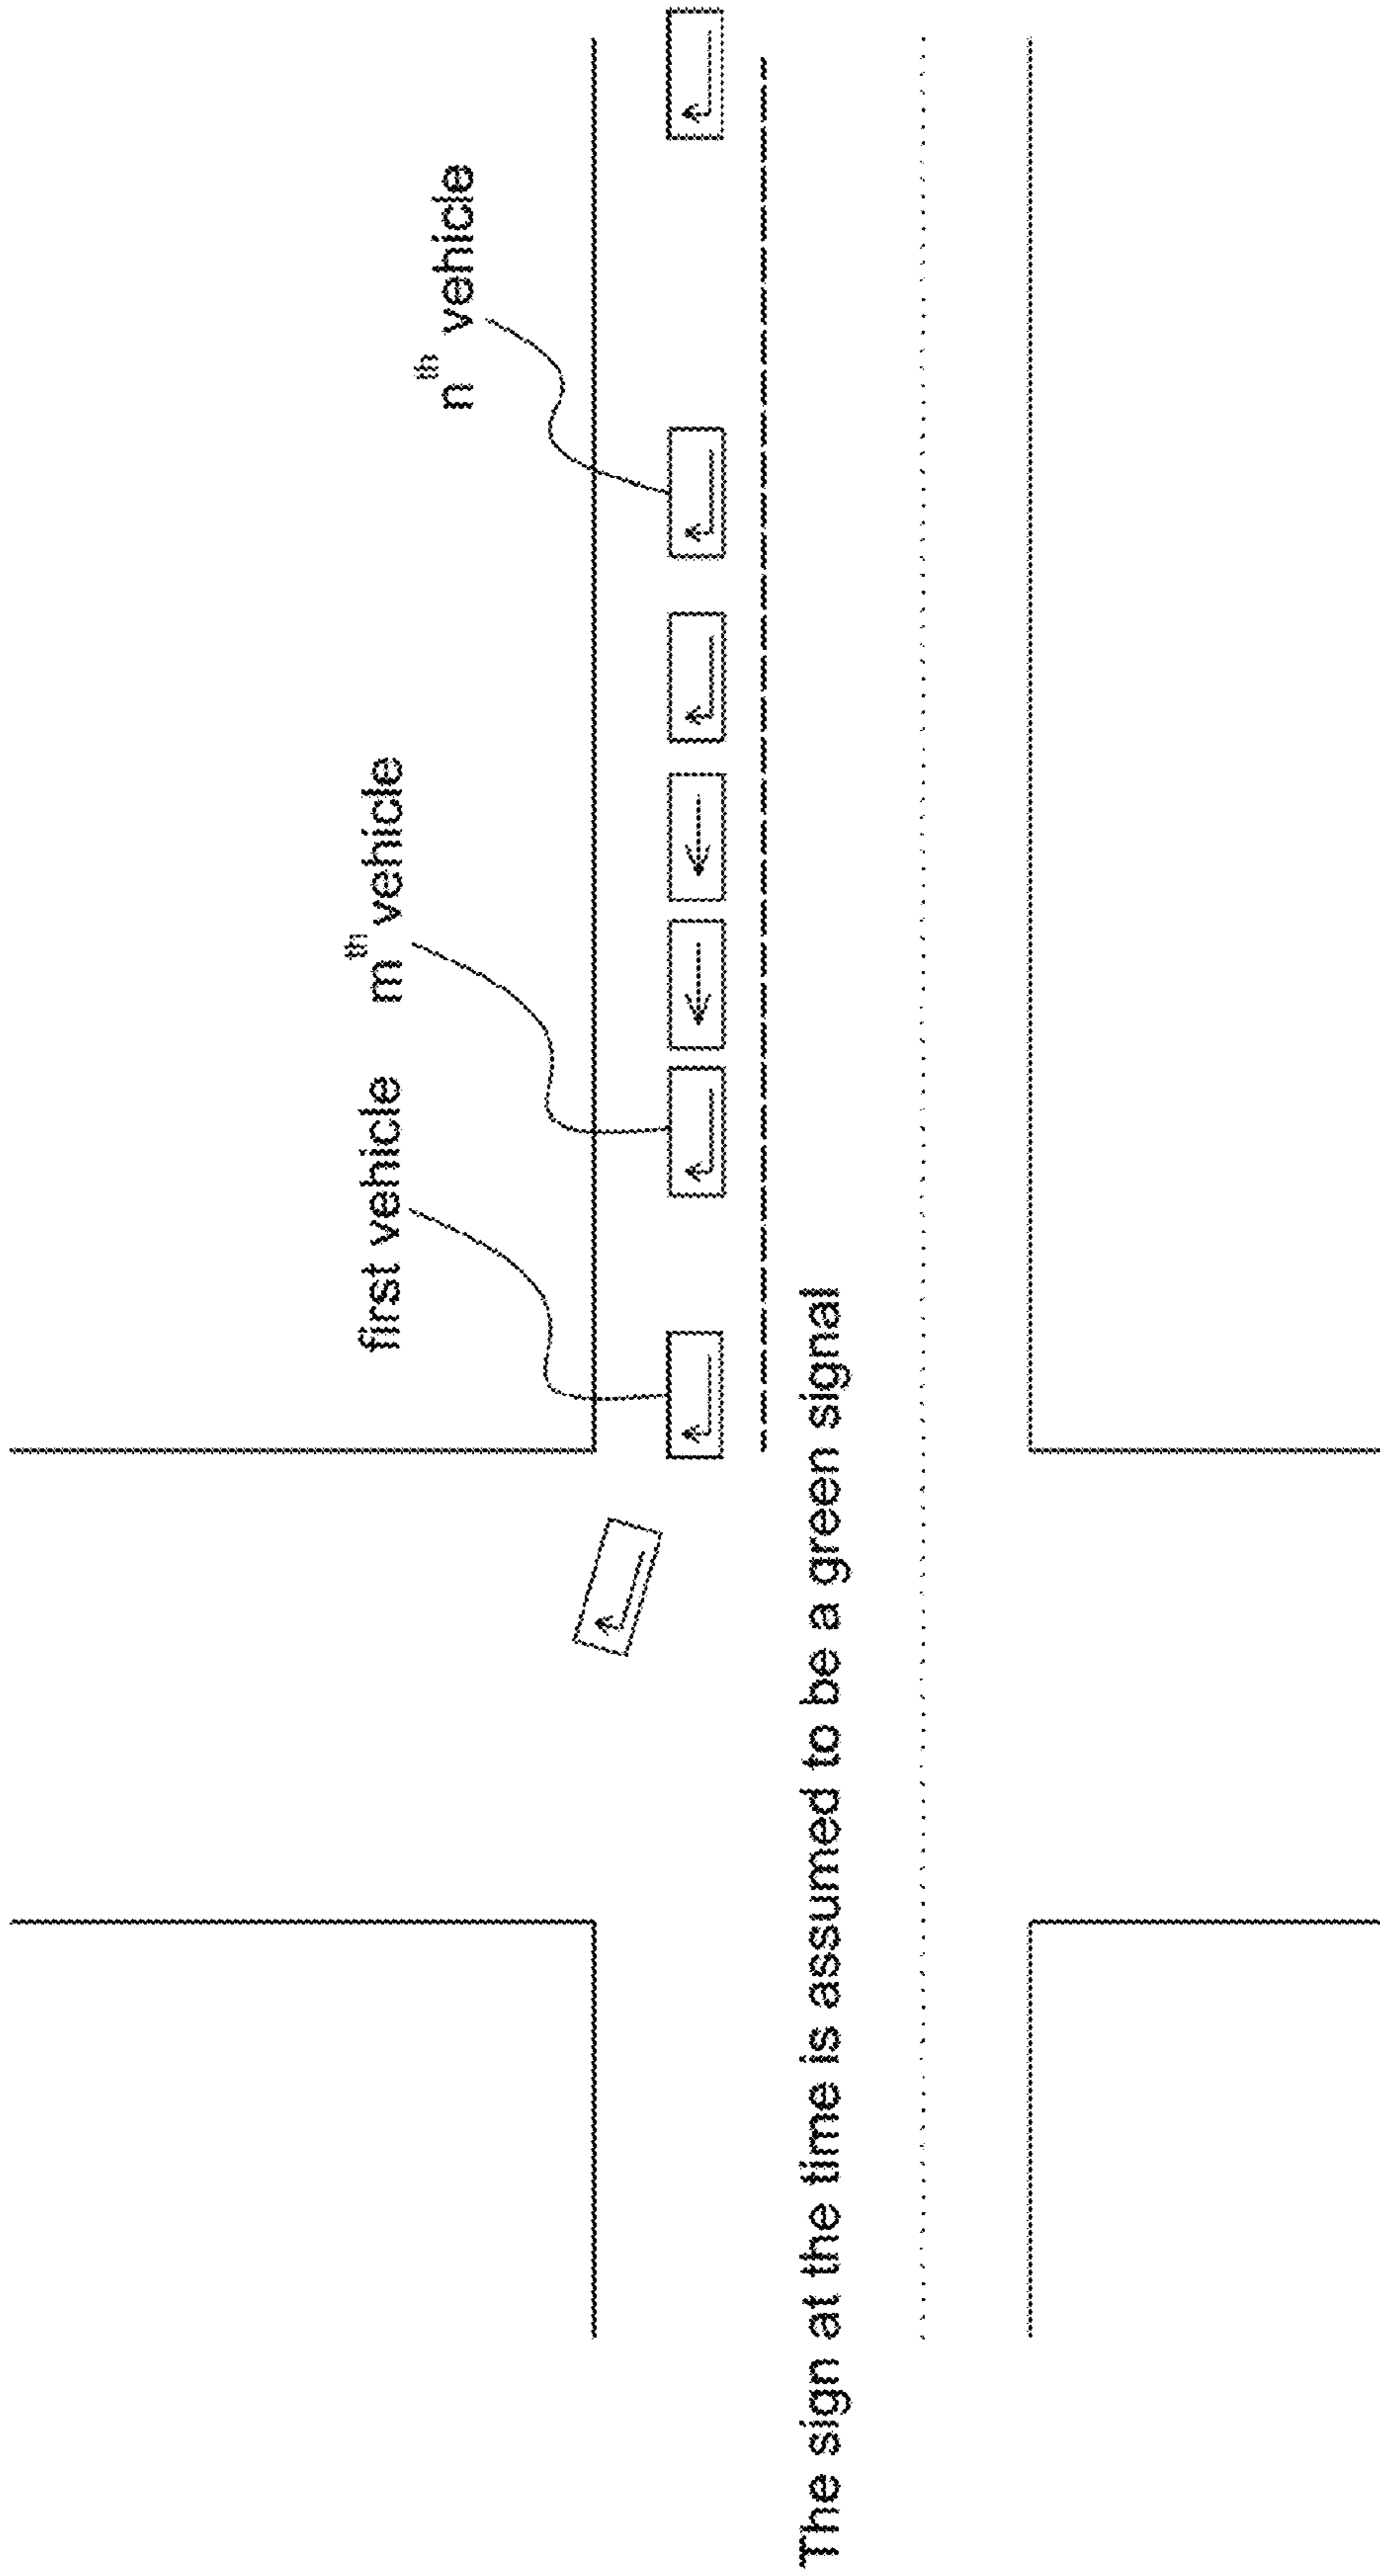 first vehicle
mth vehicle
nth vehicle
The sign at the time is assumed to be a green signal